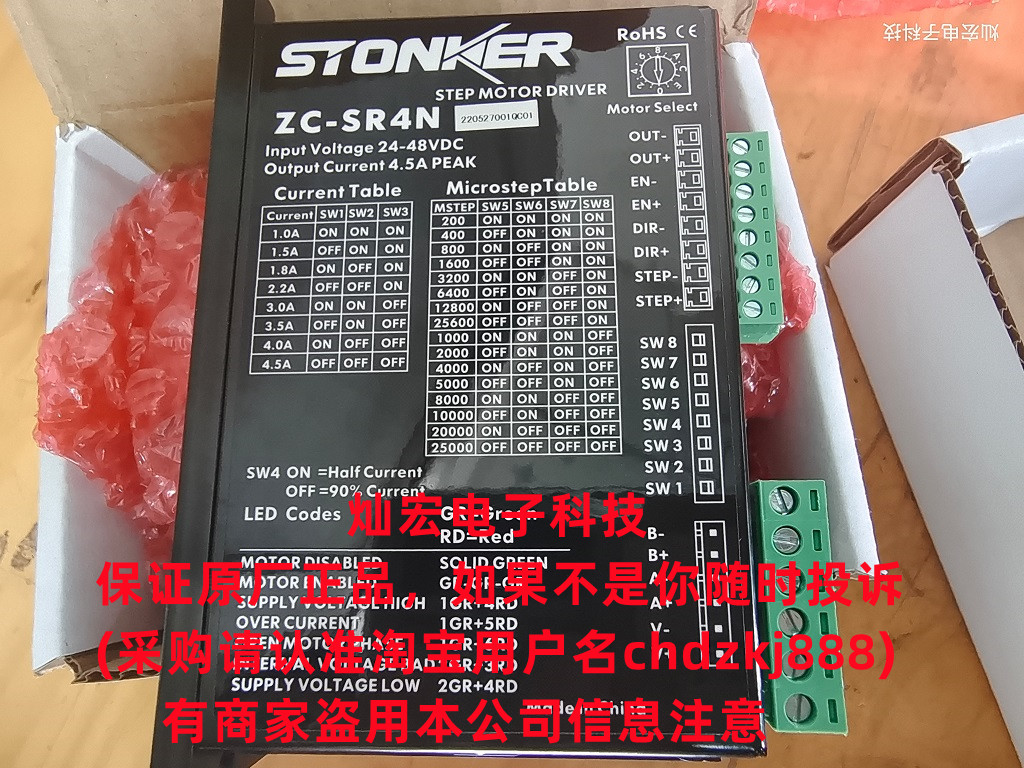 灿宏电子科技
STONKER
RoHS CE
STEP MOTOR DRIVER
ZC-SR4N 220527001QC01
Motor Select
Input Voltage 24-48VDC
Output Current 4.5A PEAK
Current Table
Current SW1 SW2 SW3
1.0A ON ON ON
1.5A OFF ON ON
1.8A ON OFF ON
2.2A OFF OFF ON
3.0A ON ON OFF
3.5A OFF ON OFF
4.0A ON OFF OFF
4.5A OFF OFF OFF
MicrostepTable
MSTEP SW5 SW6 SW7 SW8
200 ON ON ON ON
400 OFF ON ON ON
800 ON OFF ON ON
1600 OFF OFF ON ON
3200 ON ON OFF ON
6400 OFF ON OFF ON
12800 ON OFF OFF ON
25600 OFF OFF OFF ON
1000 ON ON ON OFF
2000 OFF ON ON OFF
4000 ON OFF ON OFF
5000 OFF OFF ON OFF
8000 ON ON OFF OFF
10000 OFF ON OFF OFF
20000 ON OFF OFF OFF
25000 OFF OFF OFF OFF
OUT-
OUT+
EN-
EN+
DIR-
DIR+
STEP-
STEP+
SW 8
SW 7
SW 6
SW 5
SW 4
SW 3
SW 2
SW 1
SW4 ON =Half Current
OFF =90% Current
LED Codes
RD=Red
灿宏电子科技
B-
B+
A+
V-
MOTOR DISABLED SOLID GREEN
MOTOR ENABLED
保证原厂正品，如果不是你随时投诉
SUPPLY VOLTAGE HIGH 1GR+4RD
OVER CURRENT 1GR+5RD
(采购请认准淘宝用户名chdzkj888)
SUPPLY VOLTAGE LOW 2GR+4RD
Made In China
有商家盗用本公司信息注意